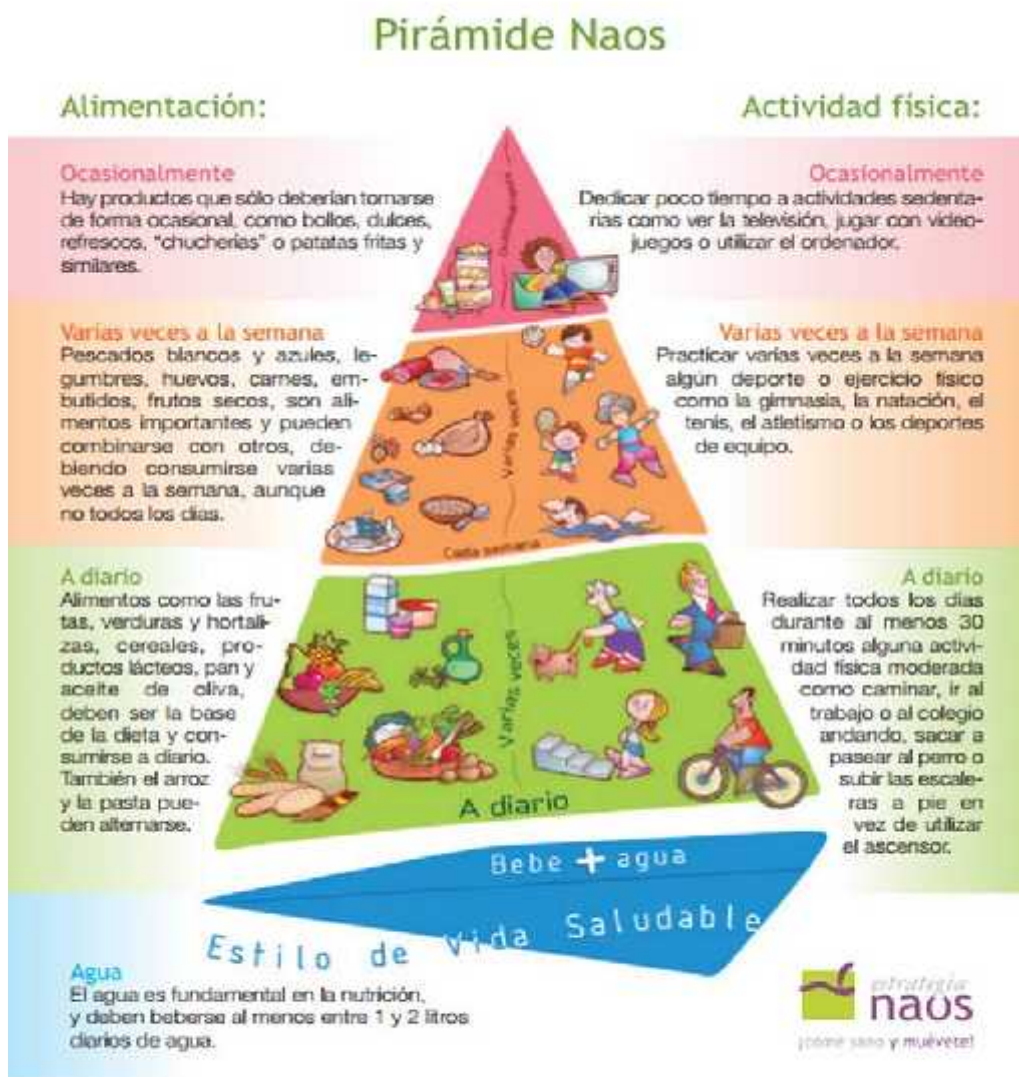 Pirámide Naos
Alimentación:
Actividad física:
Ocasionalmente
Hay productos que sólo deberían tomarse
de forma ocasional, como bollos, dulces,
refrescos, "chucherías" o patatas fritas y
similares.
Ocasionalmente
Dedicar poco tiempo a actividades sedenta-
rias como ver la televisión, jugar con video-
juegos o utilizar el ordenador.
Varias veces a la semana
Pescados blancos y azules, le-
gumbres, huevos, carnes, em-
butidos, frutos secos, son ali-
mentos importantes y pueden
combinarse con otros, de-
biendo consumirse varias
veces a la semana, aunque
no todos los días.
Varias veces
Cada semana
Varias veces a la semana
Practicar varias veces a la semana
algún deporte o ejercicio físico
como la gimnasia, la natación, el
tenis, el atletismo o los deportes
de equipo.
A diario
Alimentos como las fru-
tas, verduras y hortali-
zas, cereales, pro-
ductos lácteos, pan y
aceite de oliva,
deben ser la base
de la dieta y con-
sumirse a diario.
También el arroz
y la pasta pue-
den alternarse.
Varias veces
A diario
A diario
Realizar todos los días
durante al menos 30
minutos alguna activi-
dad física moderada
como caminar, ir al
trabajo o al colegio
andando, sacar a
pasear al perro o
subir las escale-
ras a pie en
vez de utilizar
el ascensor.
Bebe + agua
Estilo de Vida Saludable
Agua
El agua es fundamental en la nutrición,
y deben beberse al menos entre 1 y 2 litros
diarios de agua.
estrategia
naos
¡come sano y muévete!